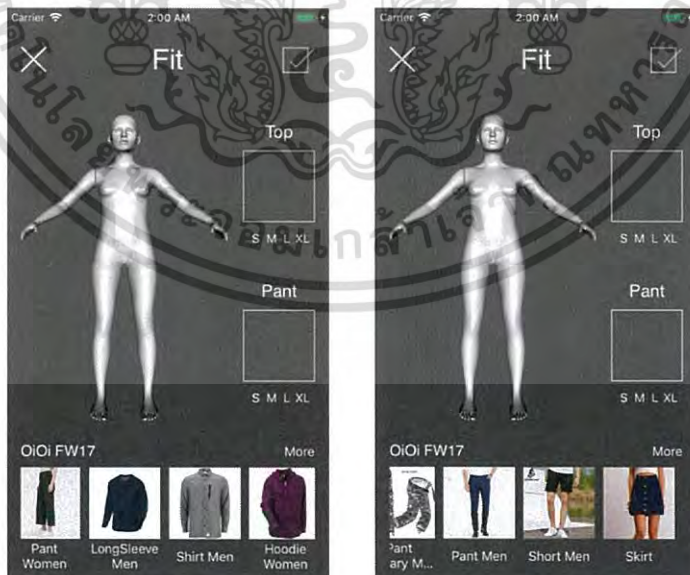 Carrier 2:00 AM
Fit
Top
S M L XL
Pant
S M L XL
OiOi FW17 More
Pant Women
LongSleeve Men
Shirt Men
Hoodie Women
Carrier 2:00 AM
Fit
Top
S M L XL
Pant
S M L XL
OiOi FW17 More
Pant
ary M...
Pant Men
Short Men
Skirt